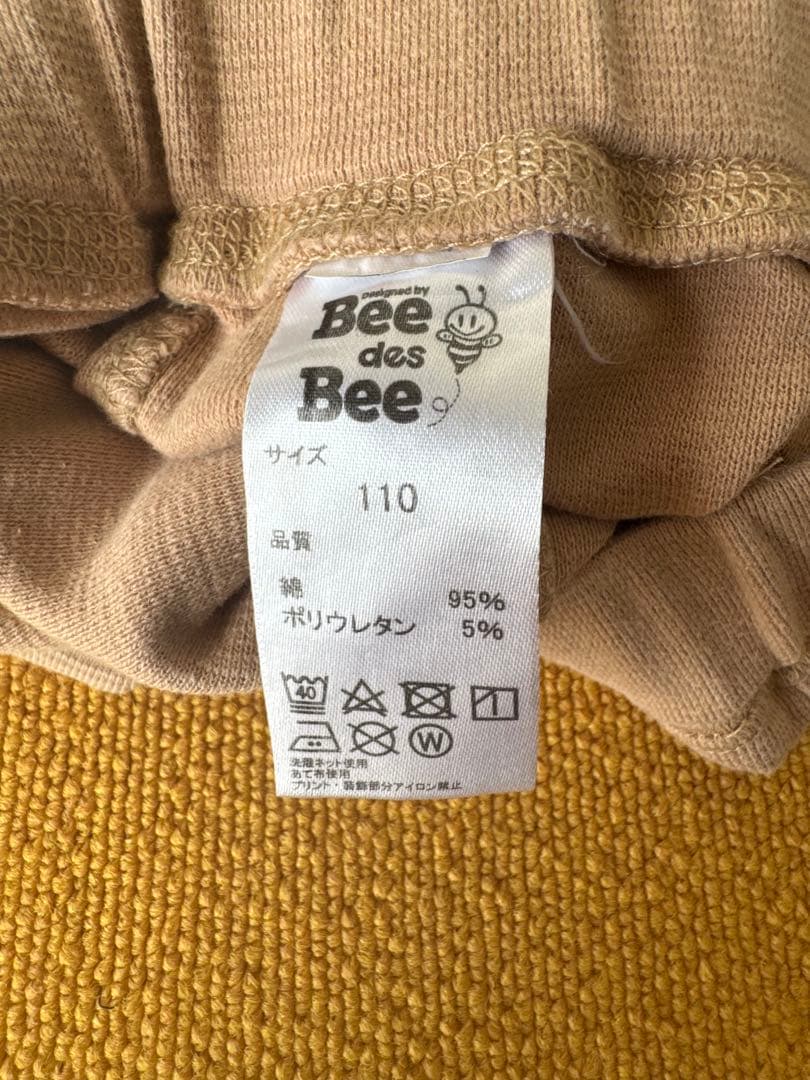 Designed by
Bee
des
Bee
サイズ
110
品質
綿 95%
ポリウレタン 5%
40
W
洗濯ネット使用
あて布使用
プリント・装飾部分アイロン禁止